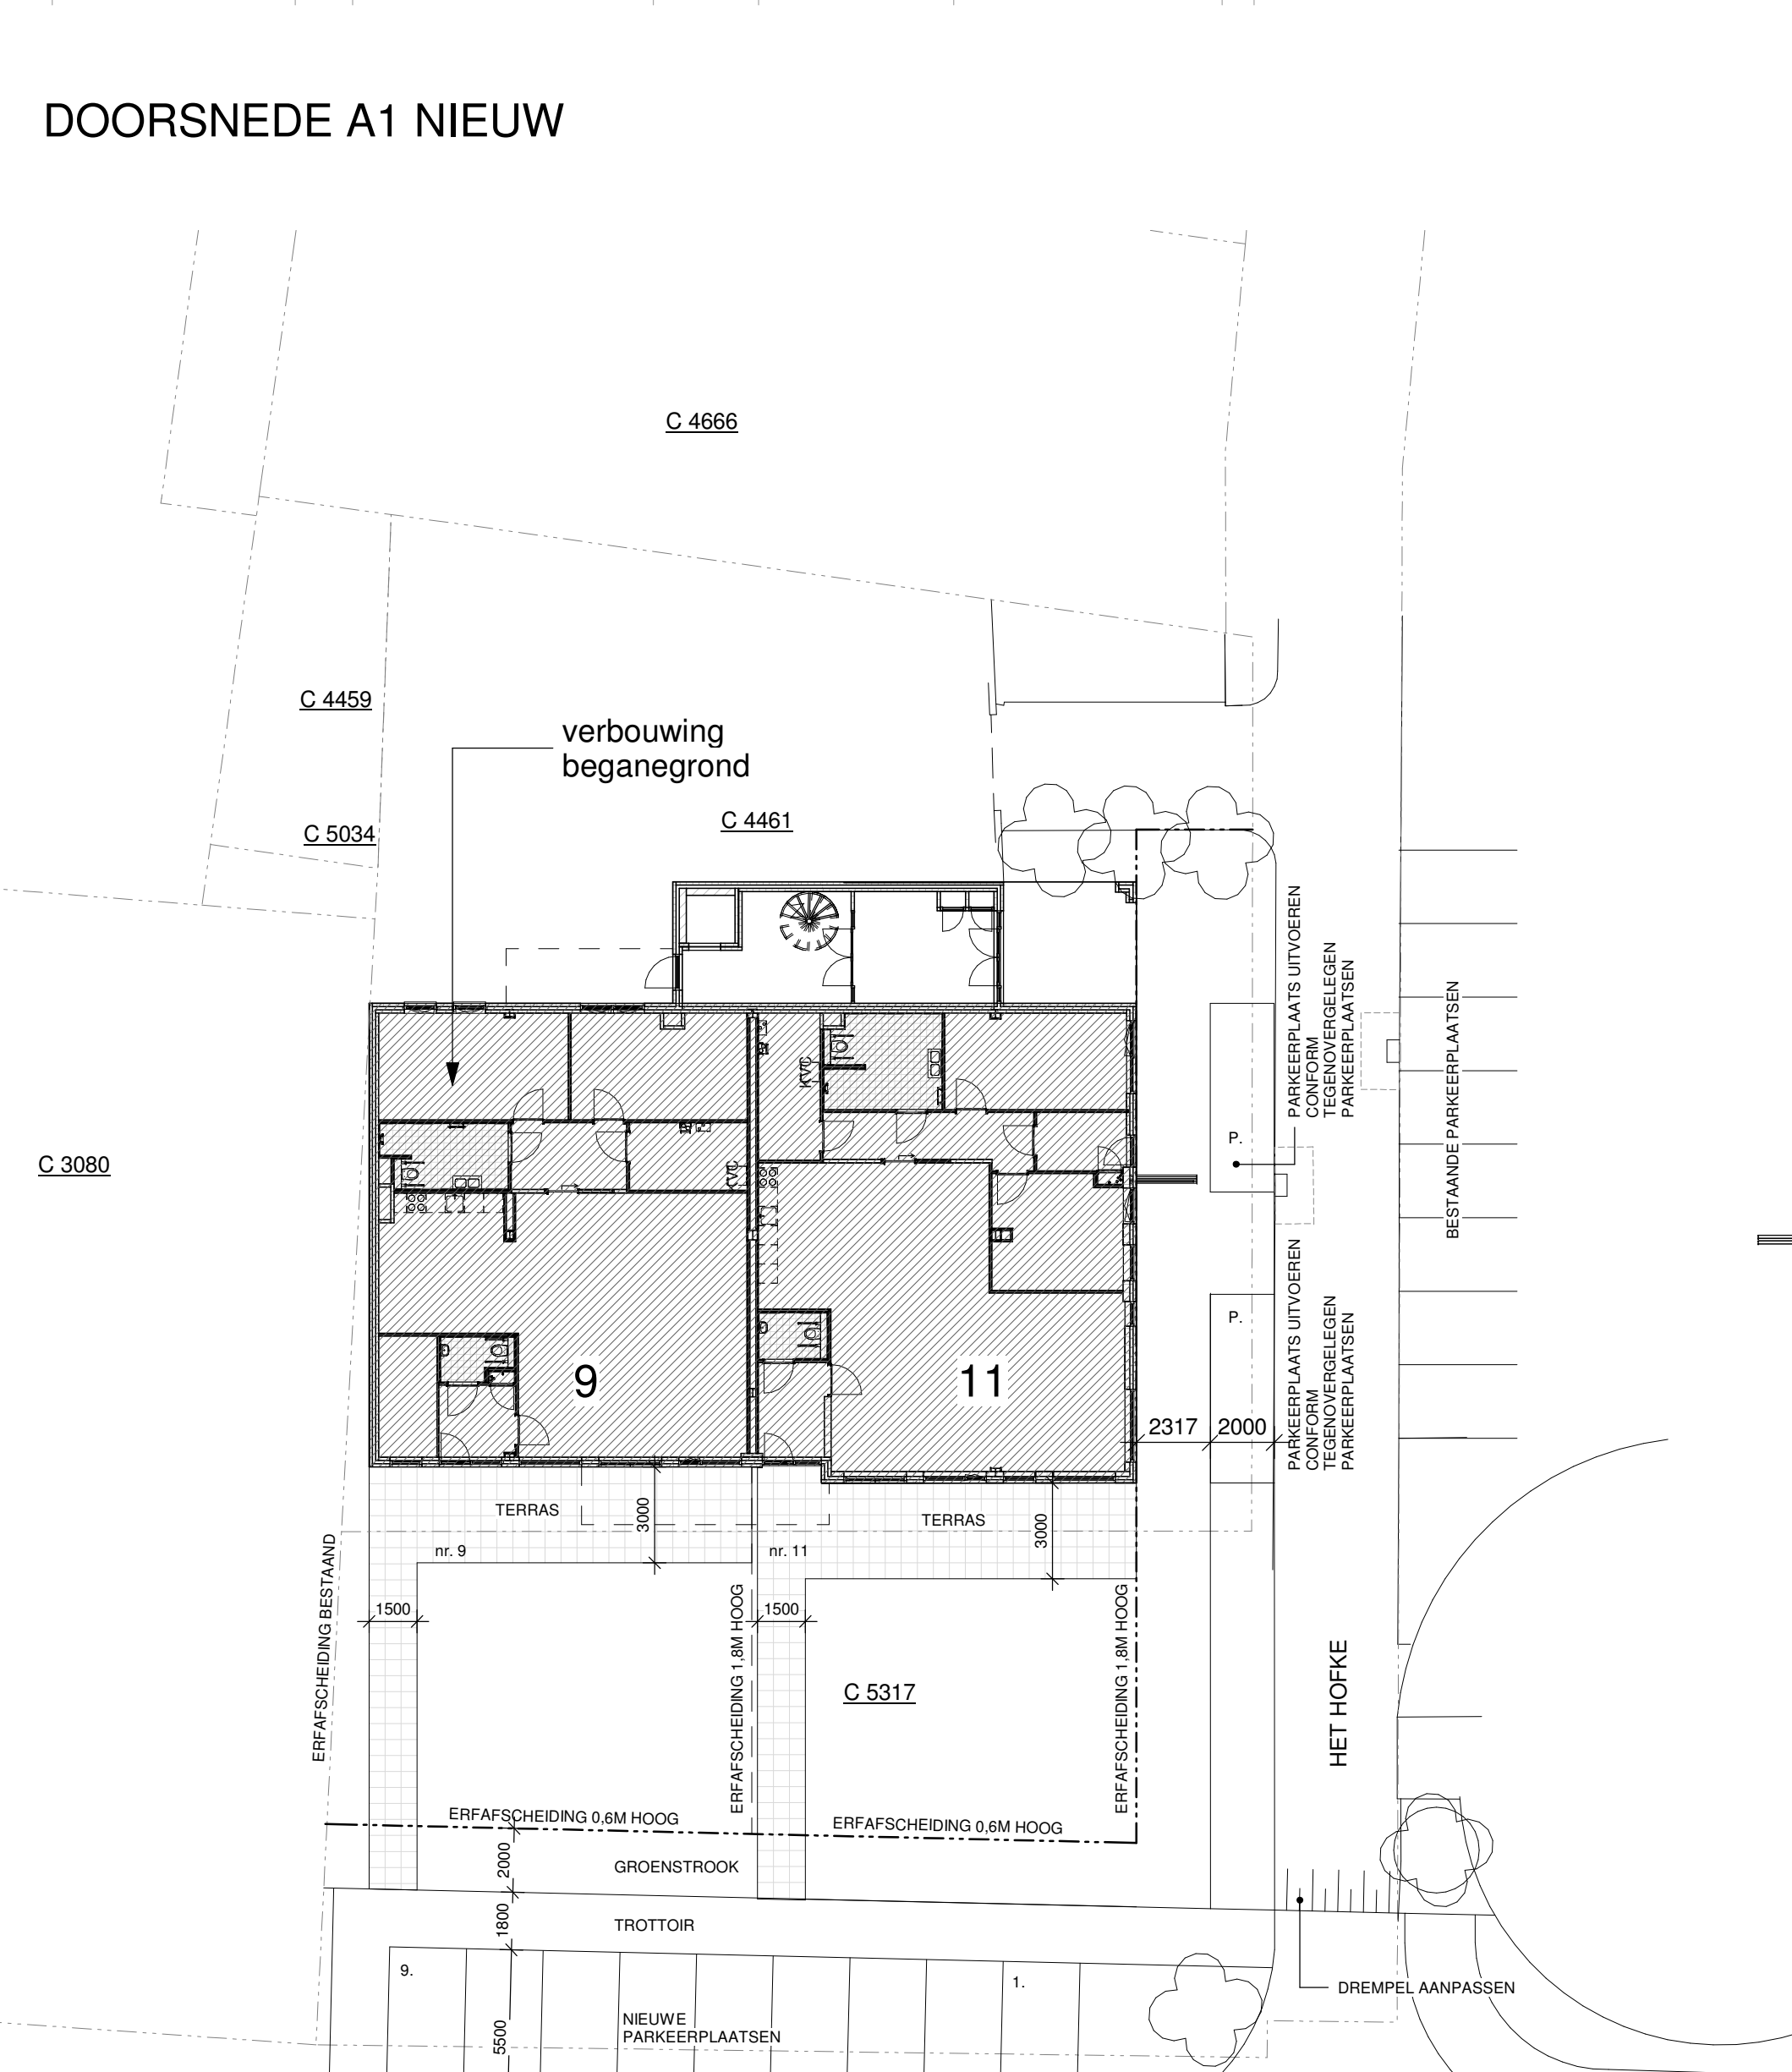 DOORSNEDE A1 NIEUW
C 4666
C 4459
verbouwing
beganegrond
C 4461
C 5034
C 3080
KVC
KVC
9
11
P.
P.
PARKEERPLAATS UITVOEREN
CONFORM
TEGENOVERGELEGEN
PARKEERPLAATSEN
BESTAANDE PARKEERPLAATSEN
PARKEERPLAATS UITVOEREN
CONFORM
TEGENOVERGELEGEN
PARKEERPLAATSEN
2317
2000
TERRAS
3000
TERRAS
3000
nr. 9
nr. 11
ERFAFSCHEIDING BESTAAND
1500
ERFAFSCHEIDING 1,8M HOOG
1500
ERFAFSCHEIDING 1,8M HOOG
C 5317
HET HOFKE
ERFAFSCHEIDING 0,6M HOOG
ERFAFSCHEIDING 0,6M HOOG
2000
GROENSTROOK
1800
TROTTOIR
9.
1.
DREMPEL AANPASSEN
5500
NIEUWE
PARKEERPLAATSEN